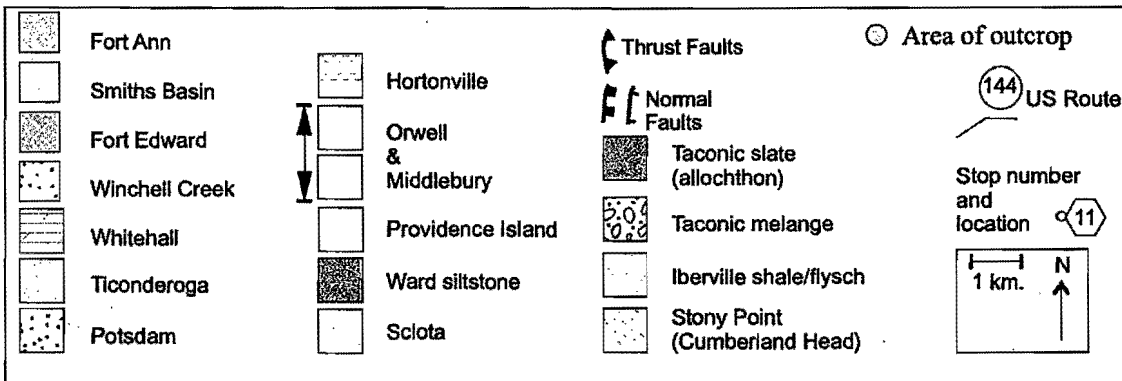 Fort Ann
Smiths Basin
Fort Edward
Winchell Creek
Whitehall
Ticonderoga
Potsdam
Hortonville
Orwell
&
Middlebury
Providence Island
Ward siltstone
Sclota
Thrust Faults
Normal
Faults
Taconic slate
(allochthon)
Taconic melange
Iberville shale/flysch
Stony Point
(Cumberland Head)
Area of outcrop
144 US Route
Stop number
and
location 11
1 km. N